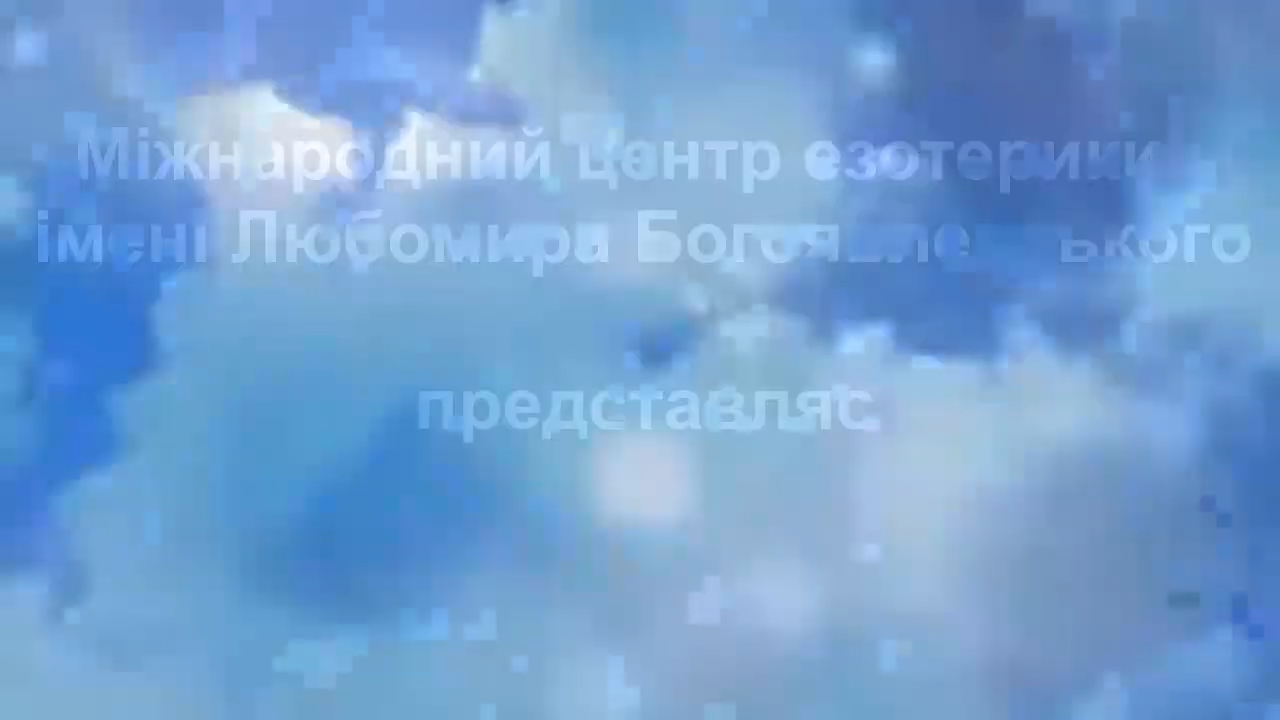 Міжнародний центр езотерики
імені Любомира
представляє